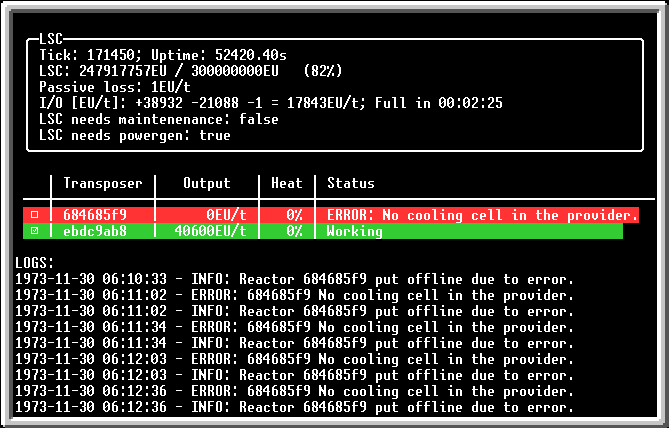 LSC
Tick: 171450; Uptime: 52420.40s
LSC: 247917757EU / 300000000EU (82%)
Passive loss: 1EU/t
I/O [EU/t]: +38932 -21088 -1 = 17843EU/t; Full in 00:02:25
LSC needs maintenenance: false
LSC needs powergen: true
Transposer Output Heat Status
684685f9 0EU/t 0% ERROR: No cooling cell in the provider.
ebdc9ab8 40600EU/t 0% Working
LOGS:
1973-11-30 06:10:33 - INFO: Reactor 684685f9 put offline due to error.
1973-11-30 06:11:02 - ERROR: 684685f9 No cooling cell in the provider.
1973-11-30 06:11:02 - INFO: Reactor 684685f9 put offline due to error.
1973-11-30 06:11:34 - ERROR: 684685f9 No cooling cell in the provider.
1973-11-30 06:11:34 - INFO: Reactor 684685f9 put offline due to error.
1973-11-30 06:12:03 - ERROR: 684685f9 No cooling cell in the provider.
1973-11-30 06:12:03 - INFO: Reactor 684685f9 put offline due to error.
1973-11-30 06:12:36 - ERROR: 684685f9 No cooling cell in the provider.
1973-11-30 06:12:36 - INFO: Reactor 684685f9 put offline due to error.